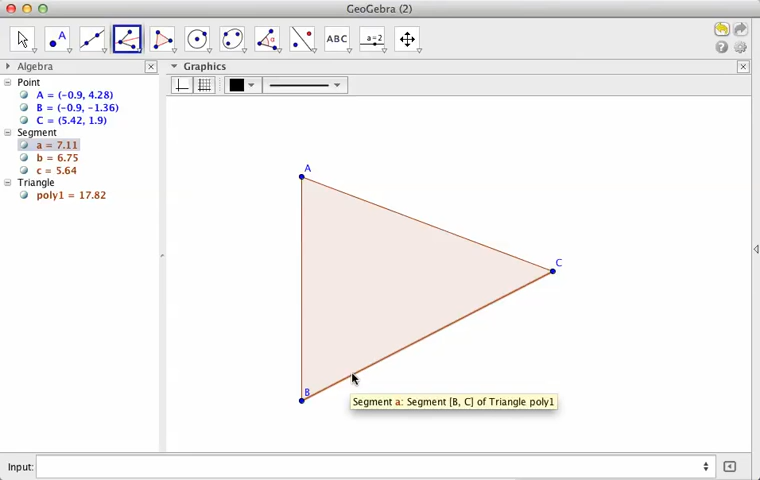 GeoGebra (2)
A
α
ABC
a=2
?
Algebra
Graphics
Point
A = (-0.9, 4.28)
B = (-0.9, -1.36)
C = (5.42, 1.9)
Segment
a = 7.11
b = 6.75
c = 5.64
Triangle
poly1 = 17.82
A
C
B
Segment a: Segment [B, C] of Triangle poly1
Input: